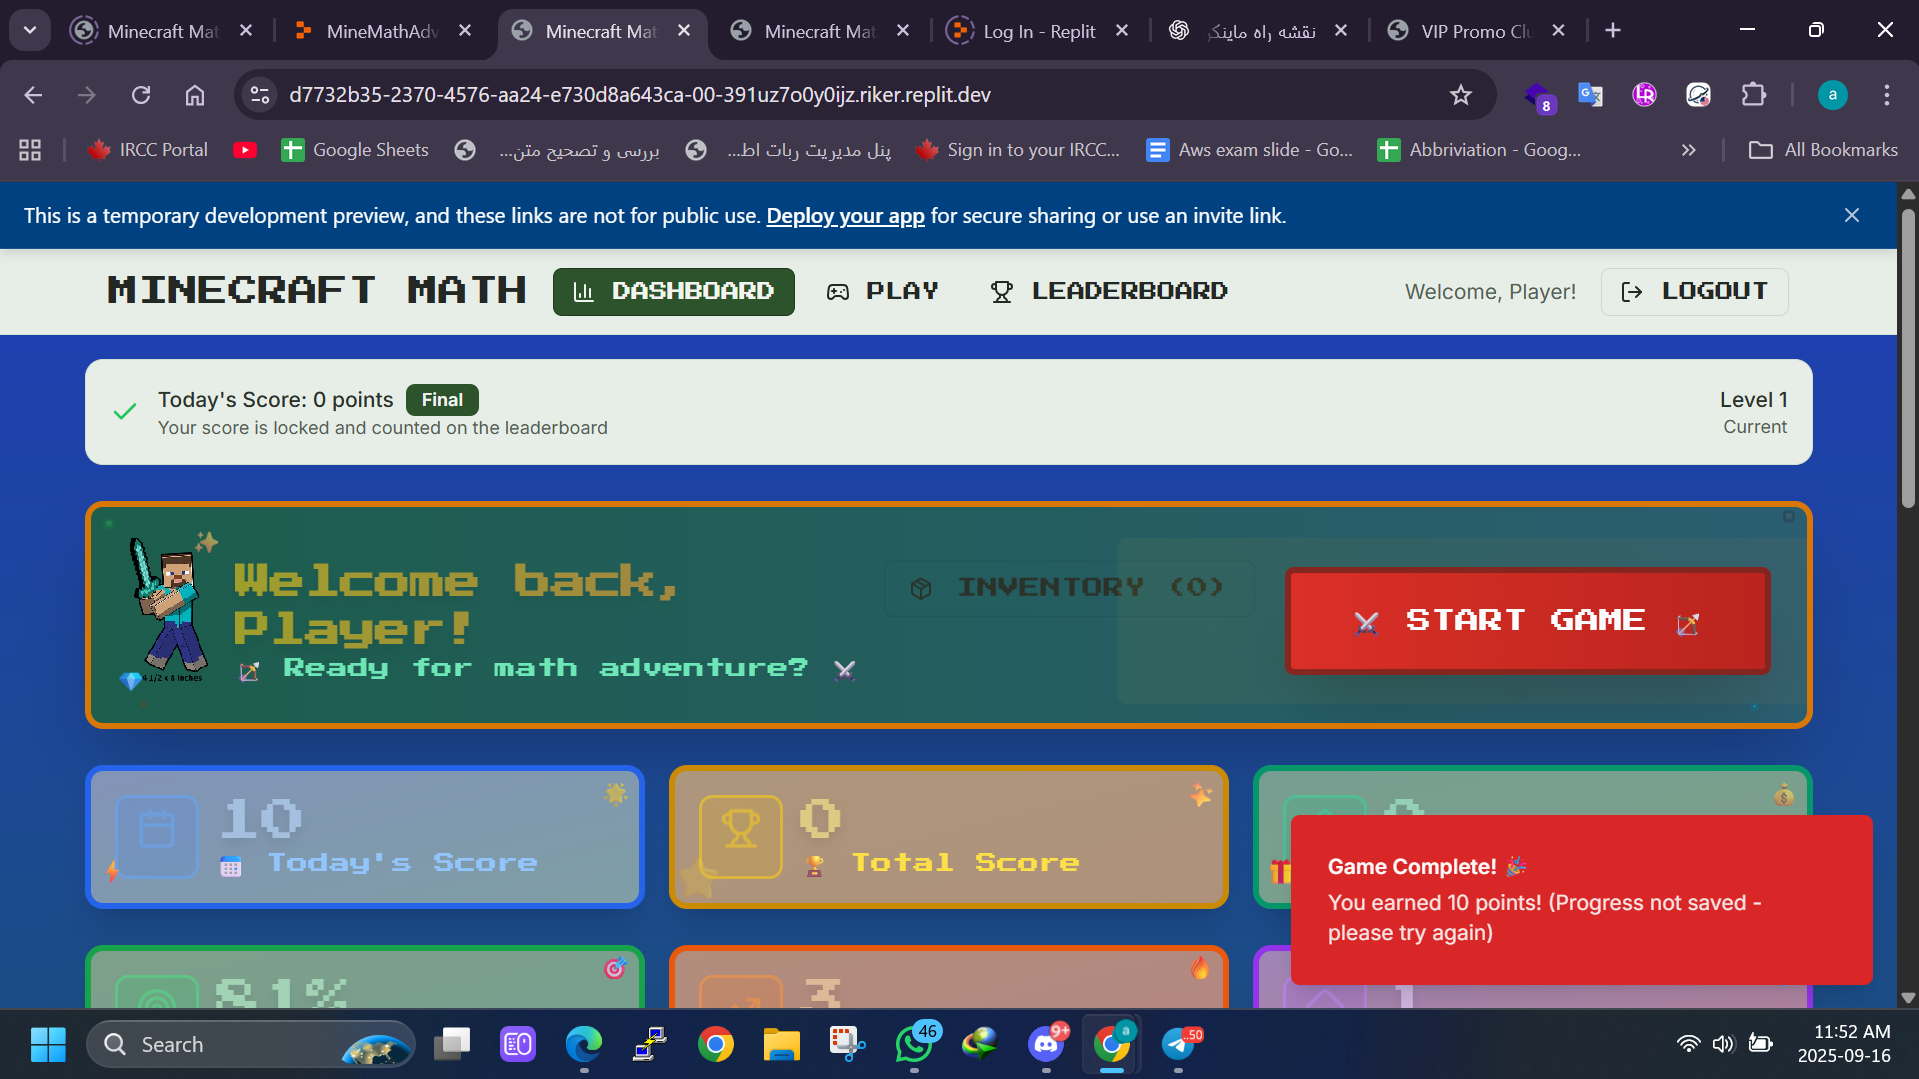 Minecraft Mat
MineMathAdv
Minecraft Mat
Minecraft Mat
Log In - Replit
نقشه راه ماینکر
VIP Promo Clu
d7732b35-2370-4576-aa24-e730d8a643ca-00-391uz7o0y0ijz.riker.replit.dev
8
a
IRCC Portal
Google Sheets
بررسی و تصحیح متن...
پنل مدیریت ربات اط...
Sign in to your IRCC...
Aws exam slide - Go...
Abbriviation - Goog...
All Bookmarks
This is a temporary development preview, and these links are not for public use. Deploy your app for secure sharing or use an invite link.
MINECRAFT MATH
DASHBOARD
PLAY
LEADERBOARD
Welcome, Player!
LOGOUT
Today's Score: 0 points
Final
Your score is locked and counted on the leaderboard
Level 1
Current
Welcome back,
Player!
Ready for math adventure?
4 1/2 x 8 Inches
INVENTORY (0)
START GAME
10
Today's Score
0
Total Score
0
81%
3
1
Game Complete! 🎉
You earned 10 points! (Progress not saved -
please try again)
Search
46
9+
a
50
11:52 AM
2025-09-16